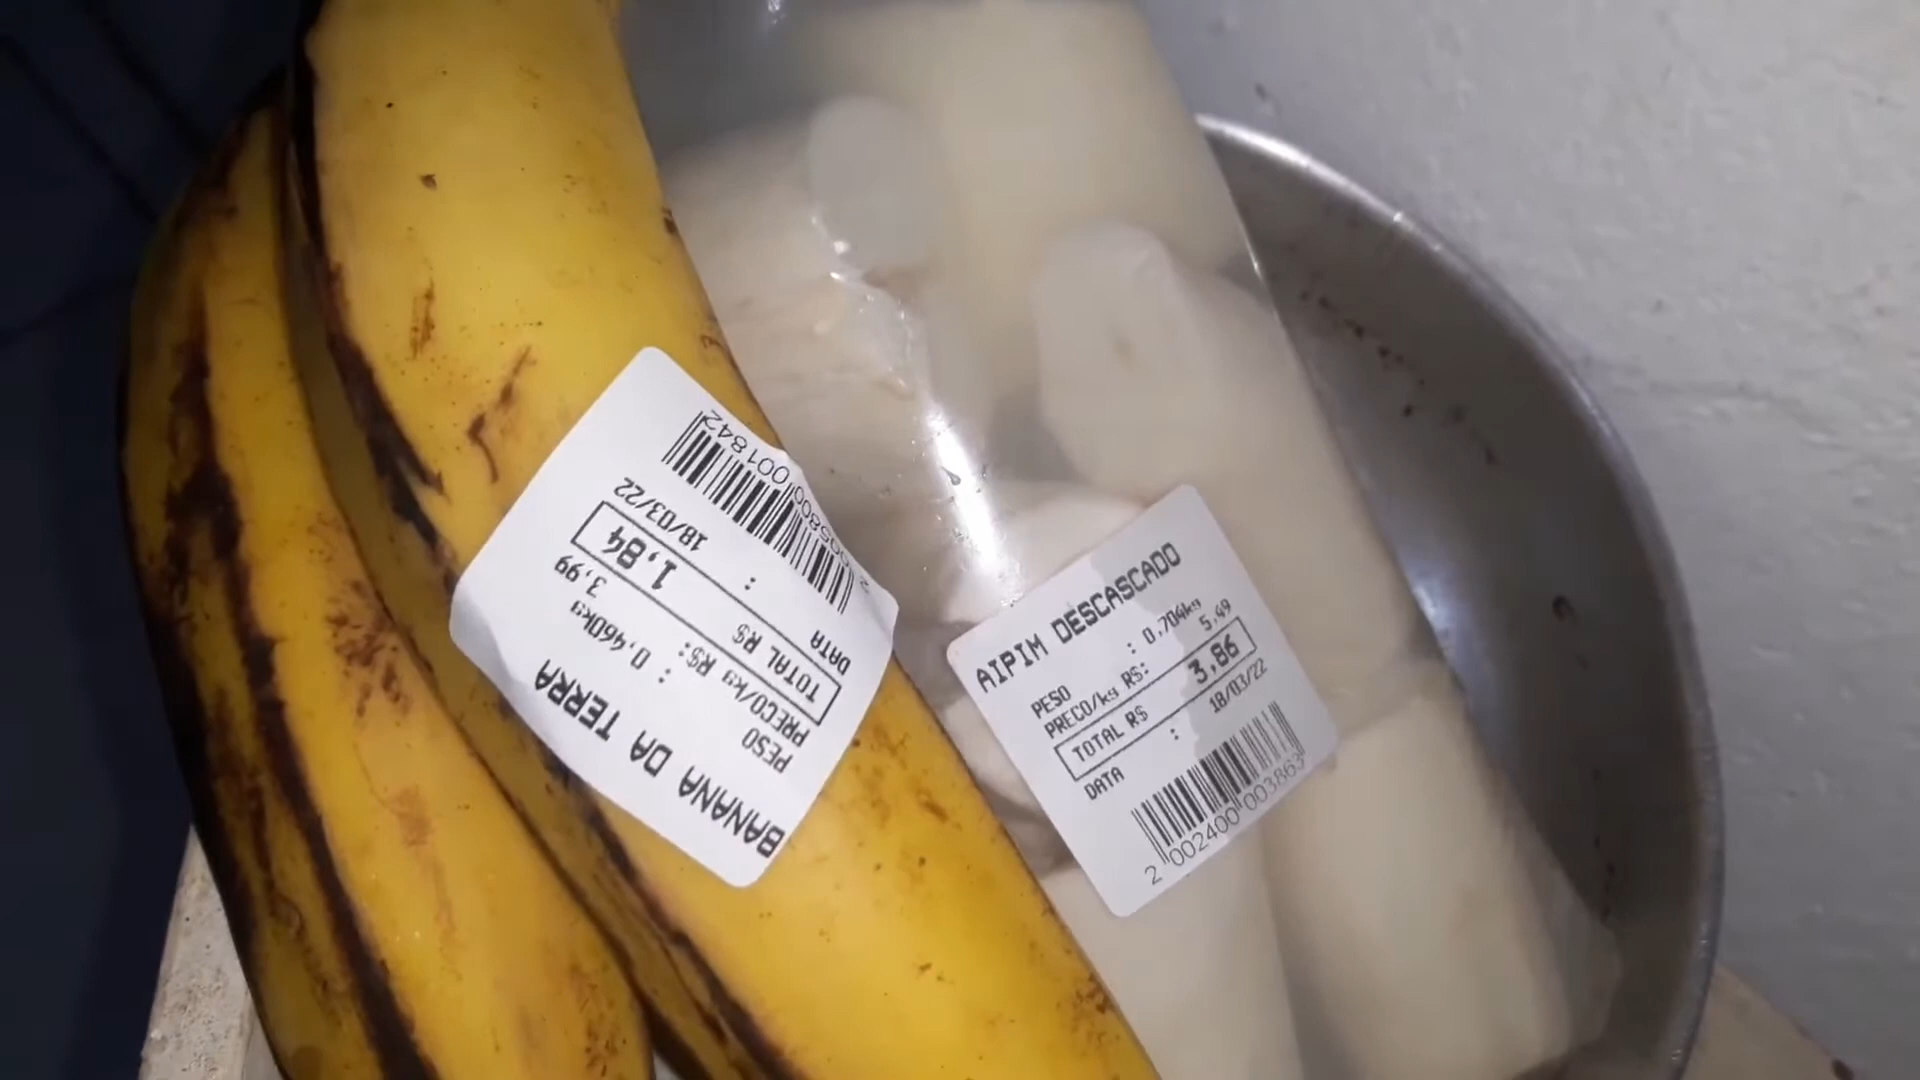 BANANA DA TERRA
PESO : 0,460kg
PRECO/kg R$: 3,99
TOTAL R$ 1,84
DATA : 18/03/22
2 005800 001842
AIPIM DESCASCADO
PESO : 0,704kg
PRECO/kg R$: 5,49
TOTAL R$ 3,86
DATA : 18/03/22
2 002400 003863